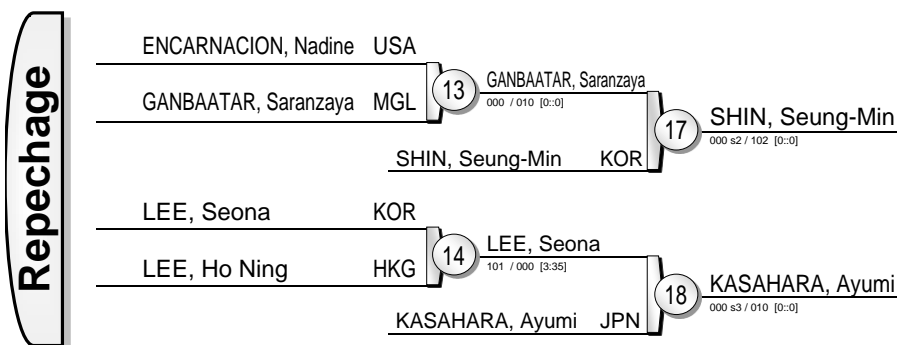 Repechage
ENCARNACION, Nadine USA
GANBAATAR, Saranzaya MGL
13
GANBAATAR, Saranzaya
000 / 010 [0::0]
SHIN, Seung-Min KOR
17
SHIN, Seung-Min
000 s2 / 102 [0::0]
LEE, Seona KOR
LEE, Ho Ning HKG
14
LEE, Seona
101 / 000 [3:35]
KASAHARA, Ayumi JPN
18
KASAHARA, Ayumi
000 s3 / 010 [0::0]